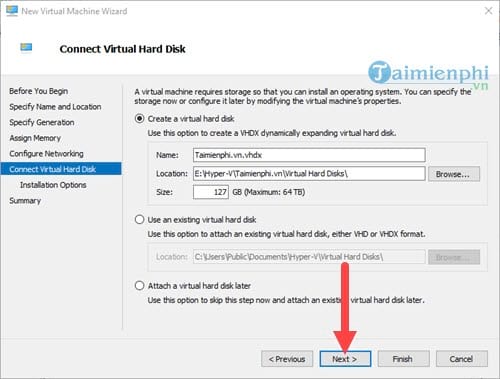 New Virtual Machine Wizard
Connect Virtual Hard Disk
Taimienphi
.vn
Before You Begin
Specify Name and Location
Specify Generation
Assign Memory
Configure Networking
Connect Virtual Hard Disk
Installation Options
Summary
A virtual machine requires storage so that you can install an operating system. You can specify the
storage now or configure it later by modifying the virtual machine's properties.
Create a virtual hard disk
Use this option to create a VHDX dynamically expanding virtual hard disk.
Name: Taimienphi.vn.vhdx
Location: E:\Hyper-V\Taimienphi.vn\Virtual Hard Disks\ Browse...
Size: 127 GB (Maximum: 64 TB)
Use an existing virtual hard disk
Use this option to attach an existing virtual hard disk, either VHD or VHDX format.
Location: C:\Users\Public\Documents\Hyper-V\Virtual Hard Disks\ Browse...
Attach a virtual hard disk later
Use this option to skip this step now and attach an existing virtual hard disk later.
< Previous Next > Finish Cancel